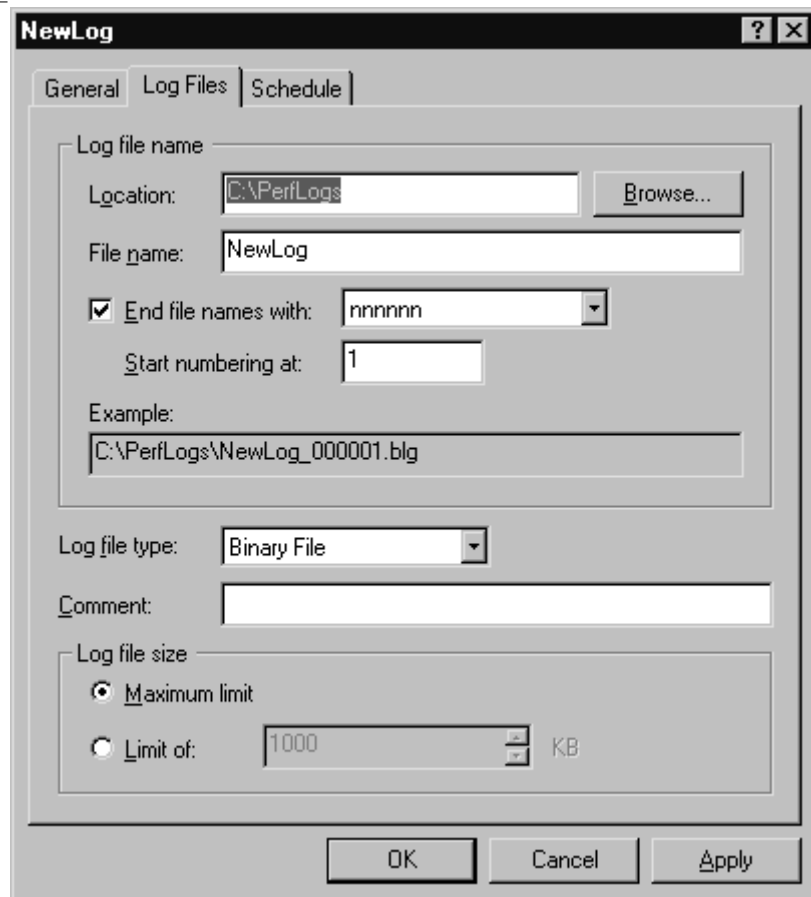 NewLog
General Log Files Schedule
Log file name
Location: C:\PerfLogs Browse...
File name: NewLog
End file names with: nnnnnn
Start numbering at: 1
Example:
C:\PerfLogs\NewLog_000001.blg
Log file type: Binary File
Comment:
Log file size
Maximum limit
Limit of: 1000 KB
OK Cancel Apply